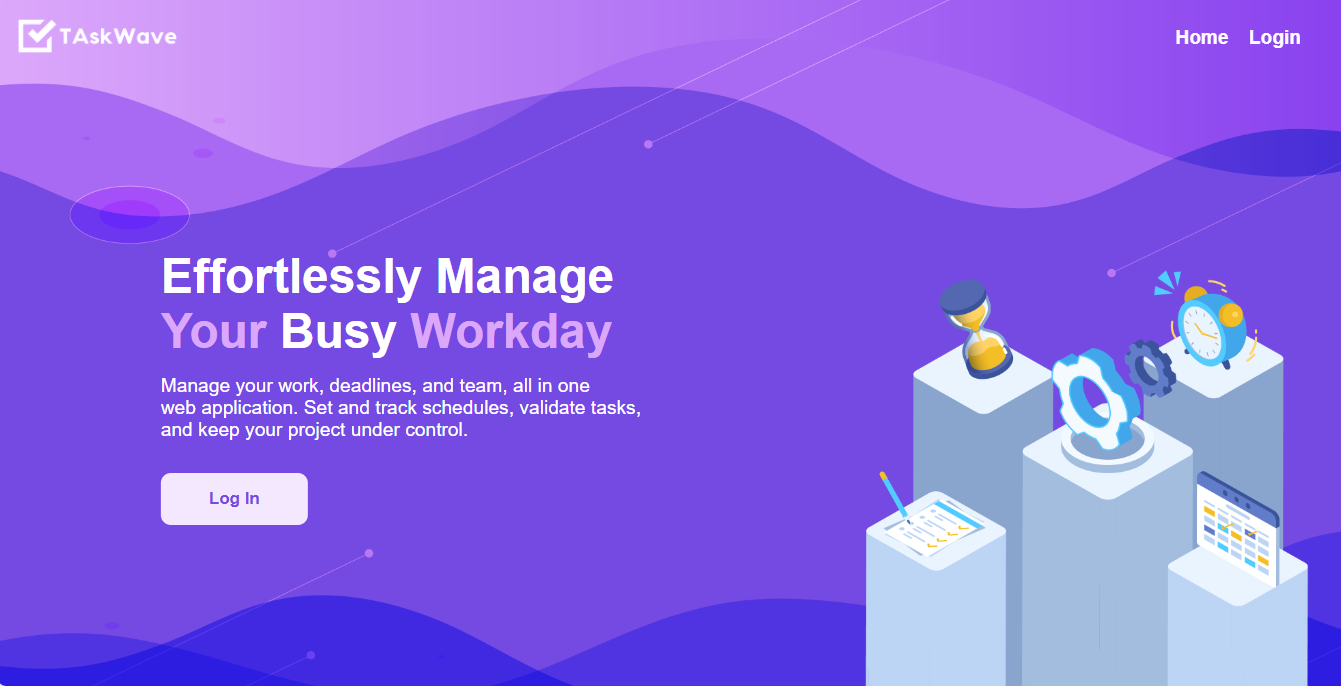 TAskWave
Home Login
Effortlessly Manage
Your Busy Workday
Manage your work, deadlines, and team, all in one
web application. Set and track schedules, validate tasks,
and keep your project under control.
Log In